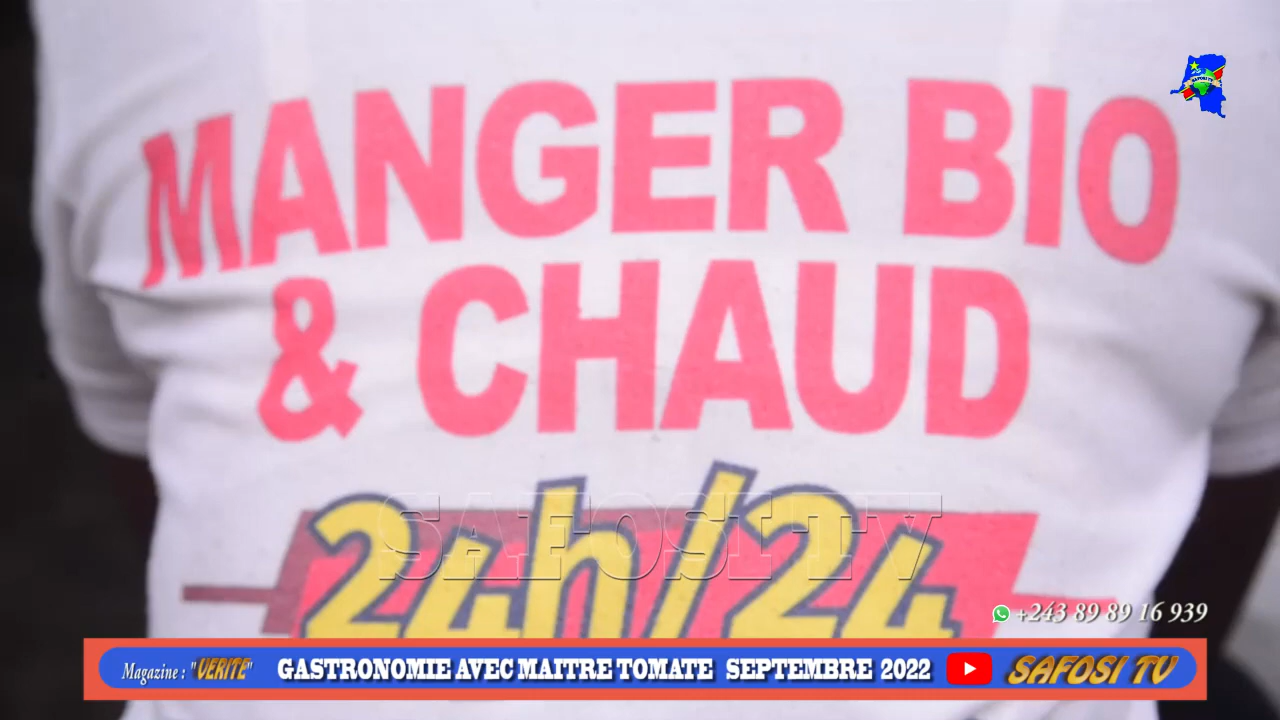 MANGER BIO
& CHAUD
24h/24
SAFOSI TV
+243 89 89 16 939
Magazine : "VERITE" GASTRONOMIE AVEC MAITRE TOMATE SEPTEMBRE 2022 SAFOSI TV